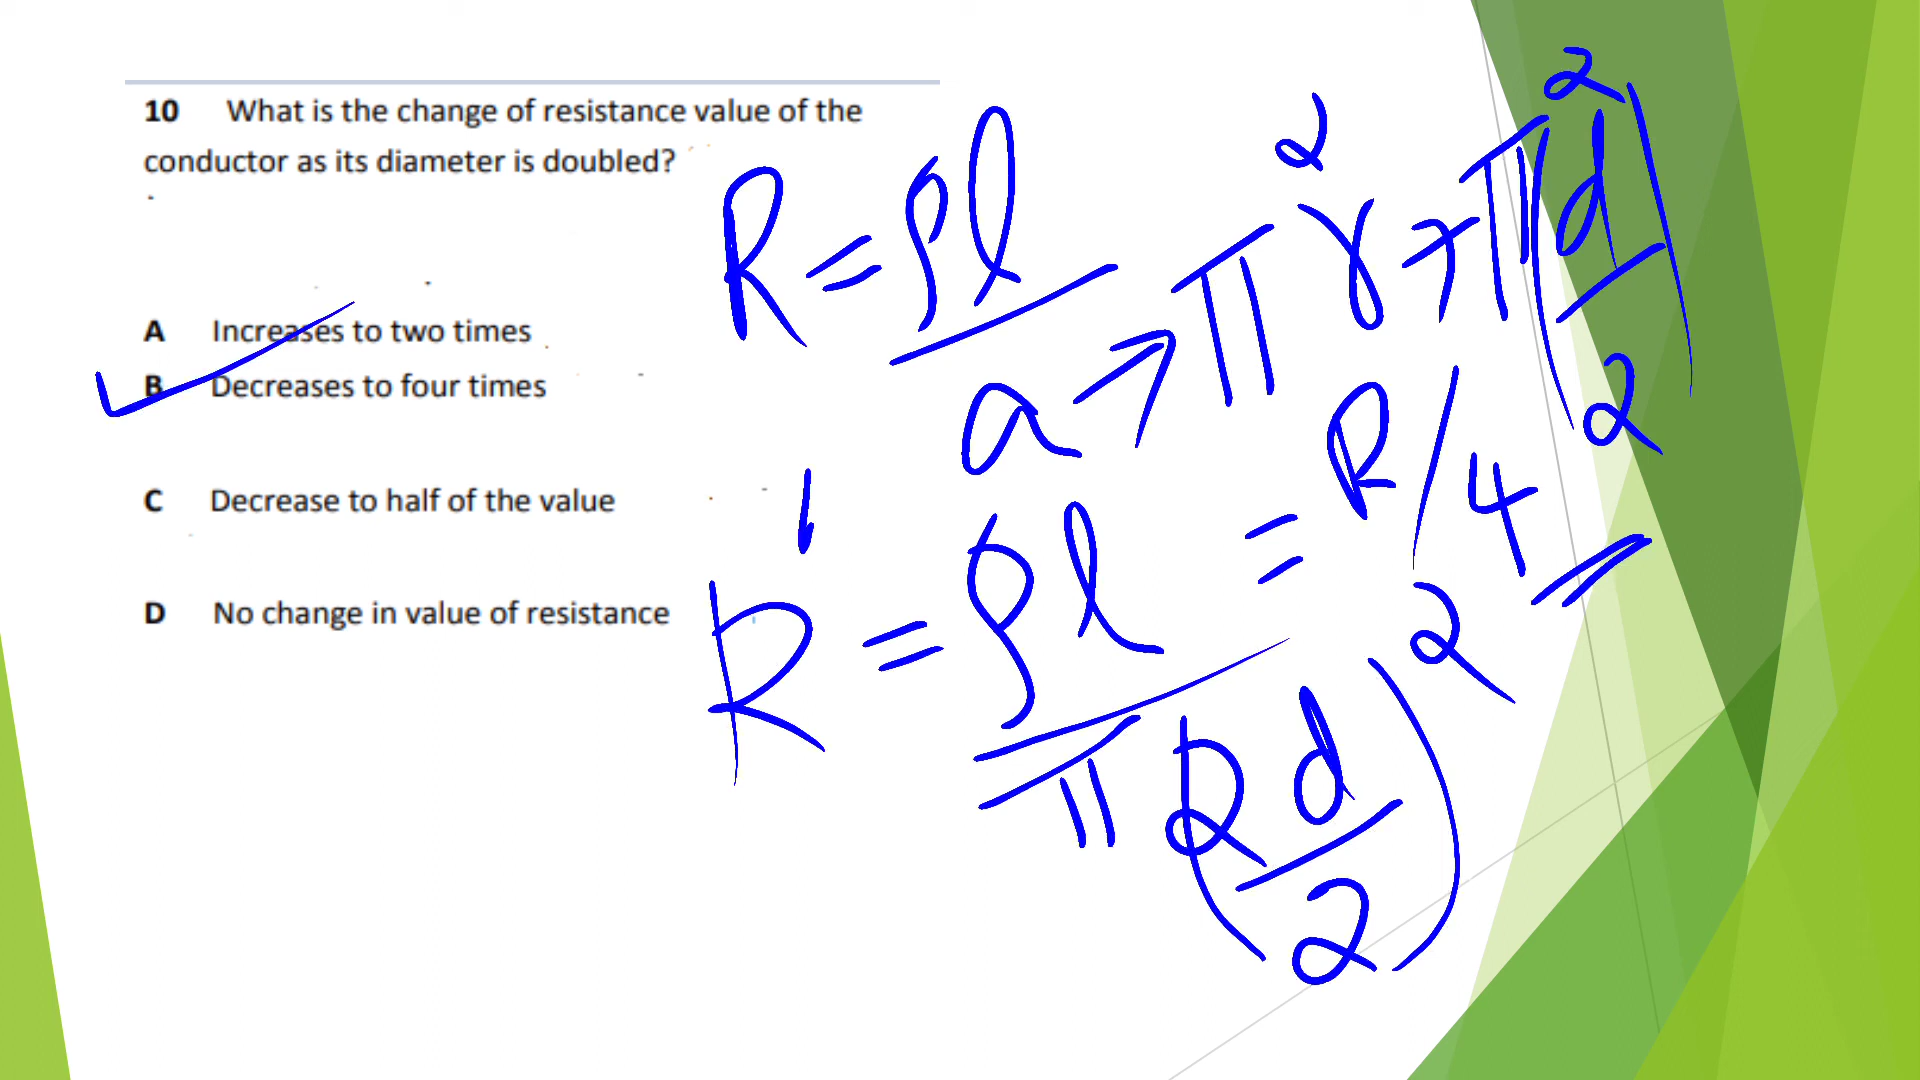 10 What is the change of resistance value of the
conductor as its diameter is doubled?
A Increases to two times
B Decreases to four times
C Decrease to half of the value
D No change in value of resistance
R = ρl / a → π r² → π (d/2)²
R' = ρl / π (2d/2)² = R/4